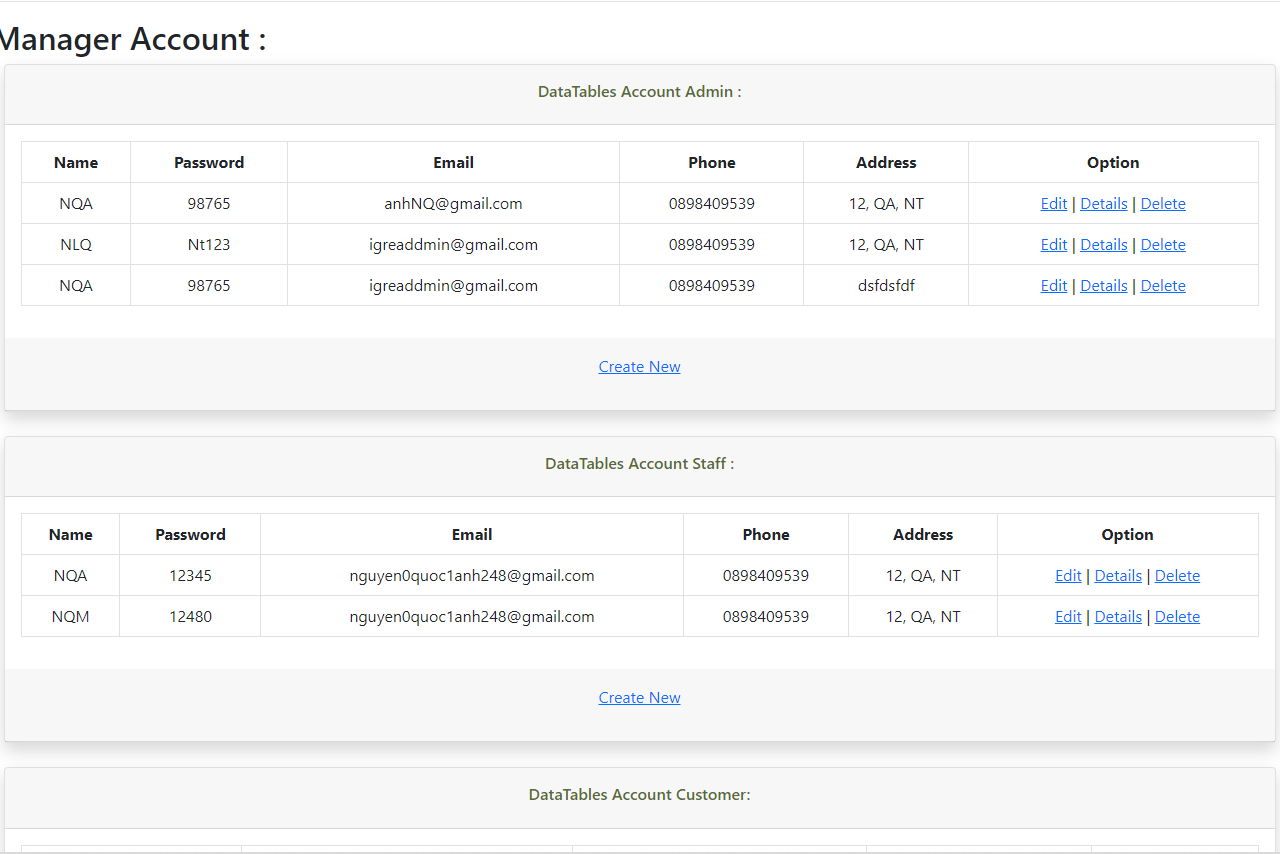 Manager Account :
DataTables Account Admin :
Name Password Email Phone Address Option
NQA 98765 anhNQ@gmail.com 0898409539 12, QA, NT Edit | Details | Delete
NLQ Nt123 igreaddmin@gmail.com 0898409539 12, QA, NT Edit | Details | Delete
NQA 98765 igreaddmin@gmail.com 0898409539 dsfdsfdf Edit | Details | Delete
Create New
DataTables Account Staff :
Name Password Email Phone Address Option
NQA 12345 nguyen0quoc1anh248@gmail.com 0898409539 12, QA, NT Edit | Details | Delete
NQM 12480 nguyen0quoc1anh248@gmail.com 0898409539 12, QA, NT Edit | Details | Delete
Create New
DataTables Account Customer: